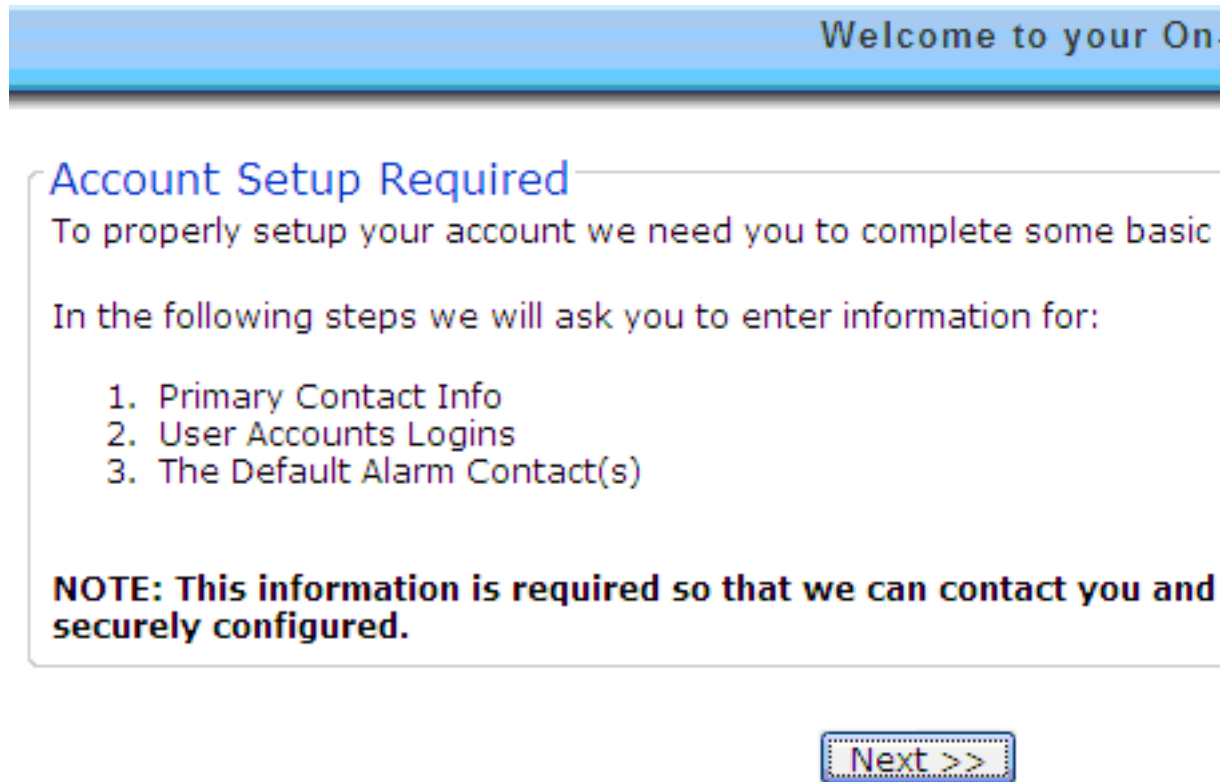 Welcome to your On
Account Setup Required
To properly setup your account we need you to complete some basic
In the following steps we will ask you to enter information for:
1. Primary Contact Info
2. User Accounts Logins
3. The Default Alarm Contact(s)
NOTE: This information is required so that we can contact you and
securely configured.
Next >>